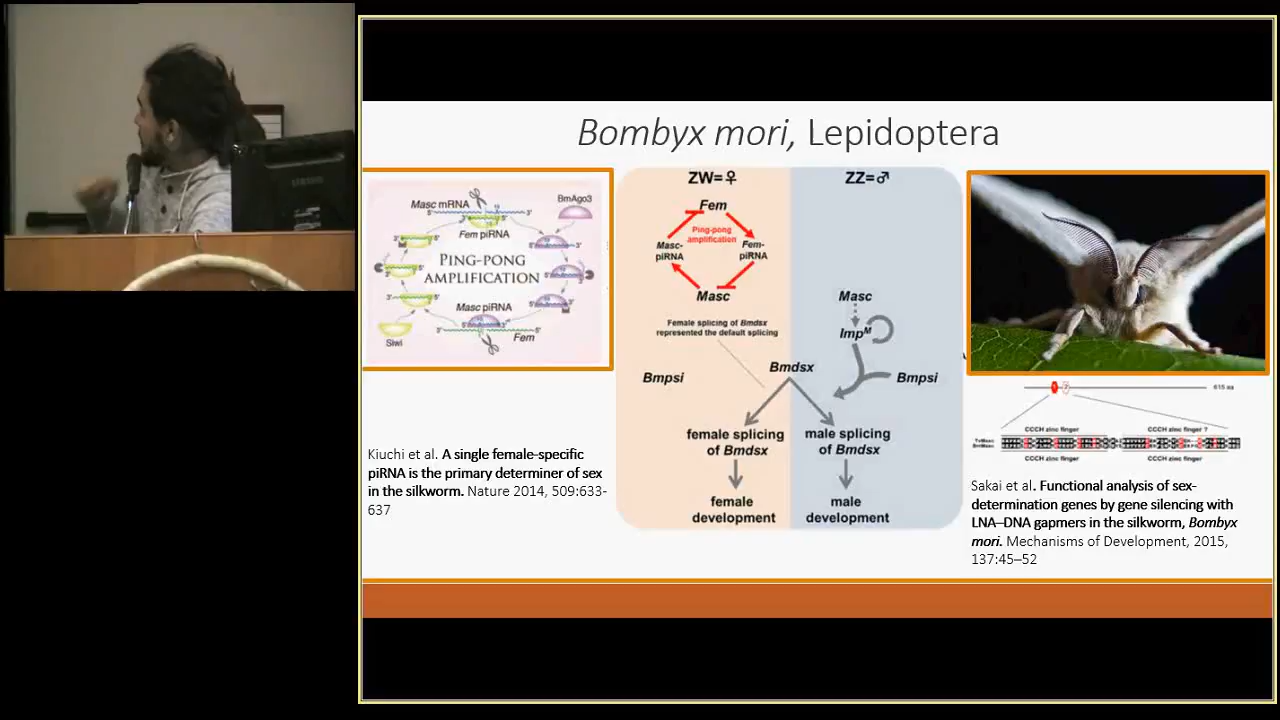 Bombyx mori, Lepidoptera
Masc mRNA
BmAgo3
5'
3'
Fem piRNA
PING-PONG
AMPLIFICATION
Masc piRNA
5'
3'
Fem
Siwi
ZW=♀
ZZ=♂
Fem
Ping-pong
amplification
Masc-
piRNA
Fem-
piRNA
Masc
Masc
Female splicing of Bmdsx
represented the default splicing
Imp^M
Bmdsx
Bmpsi
Bmpsi
female splicing
of Bmdsx
male splicing
of Bmdsx
female
development
male
development
615 aa
CCCH zinc finger
CCCH zinc finger ?
CCCH zinc finger
CCCH zinc finger
Kiuchi et al. A single female-specific
piRNA is the primary determiner of sex
in the silkworm. Nature 2014, 509:633-
637
Sakai et al. Functional analysis of sex-
determination genes by gene silencing with
LNA–DNA gapmers in the silkworm, Bombyx
mori. Mechanisms of Development, 2015,
137:45–52